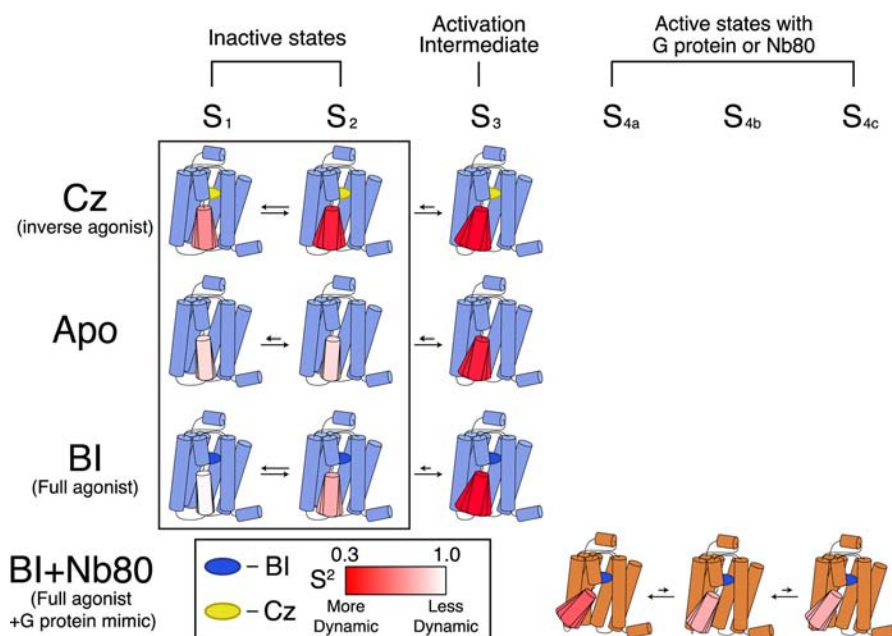 Inactive states
Activation
Intermediate
Active states with
G protein or Nb80
S1
S2
S3
S4a
S4b
S4c
Cz
(inverse agonist)
Apo
BI
(Full agonist)
BI+Nb80
(Full agonist
+G protein mimic)
– BI
– Cz
0.3 1.0
S²
More Less
Dynamic Dynamic